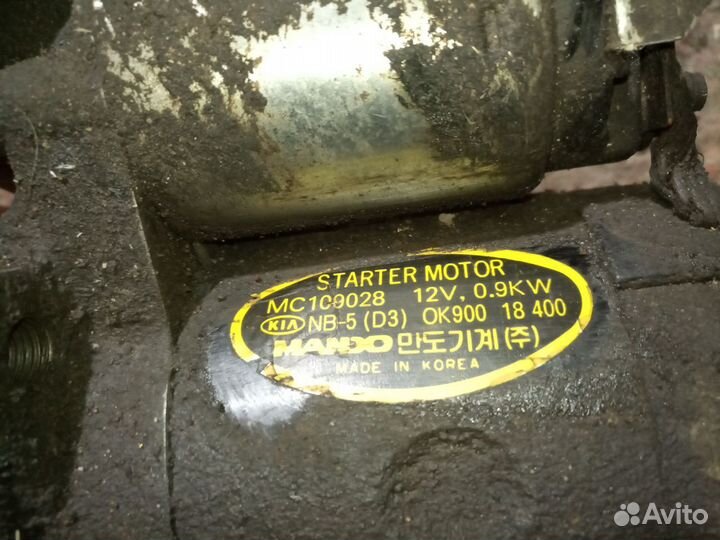 STARTER MOTOR
MC109028 12V, 0.9KW
KIA NB-5 (D3) OK900 18 400
MANDO 만도기계(주)
MADE IN KOREA
Avito